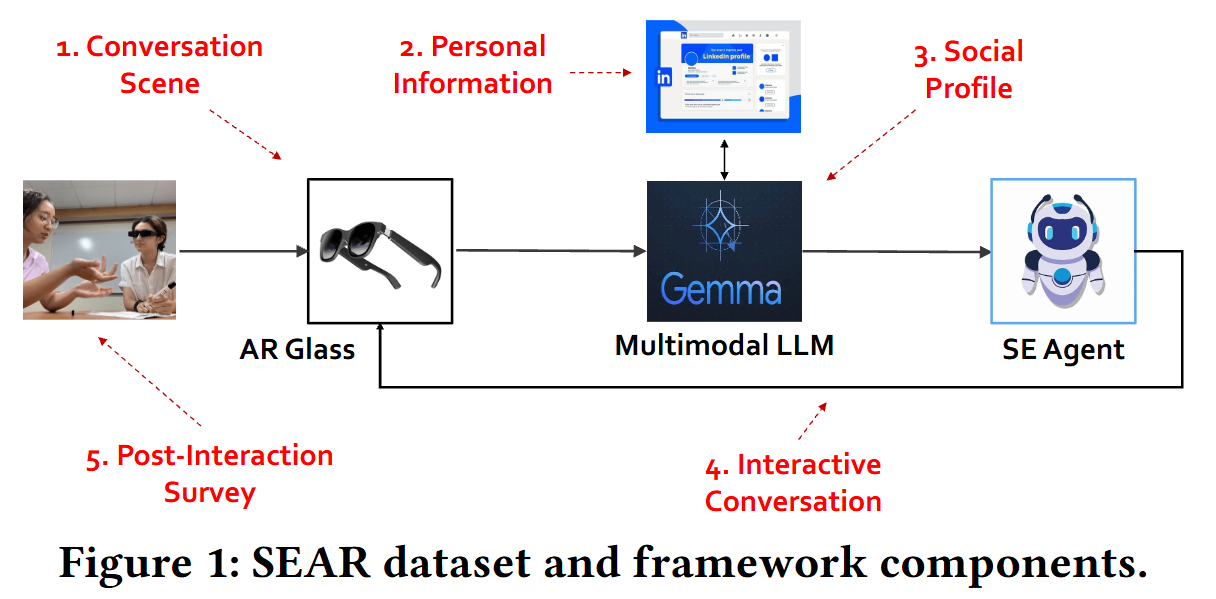 1. Conversation
Scene
2. Personal
Information
3. Social
Profile
in
LinkedIn profile
in
Gemma
AR Glass
Multimodal LLM
SE Agent
5. Post-Interaction
Survey
4. Interactive
Conversation
Figure 1: SEAR dataset and framework components.